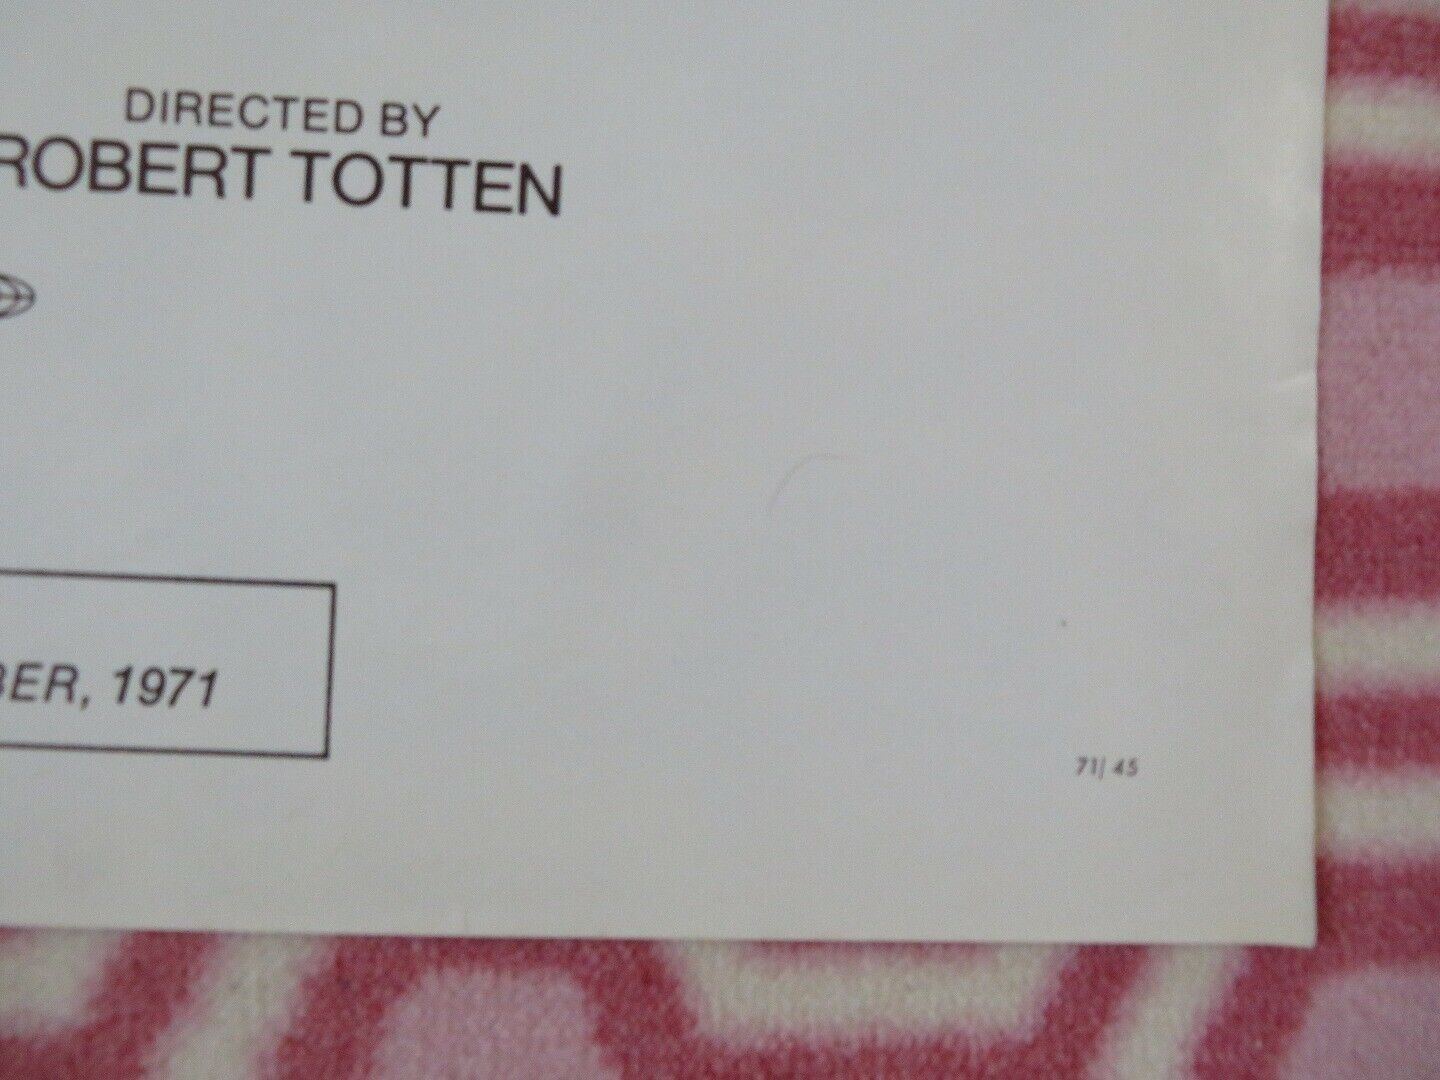 DIRECTED BY
ROBERT TOTTEN
BER, 1971
71/ 45